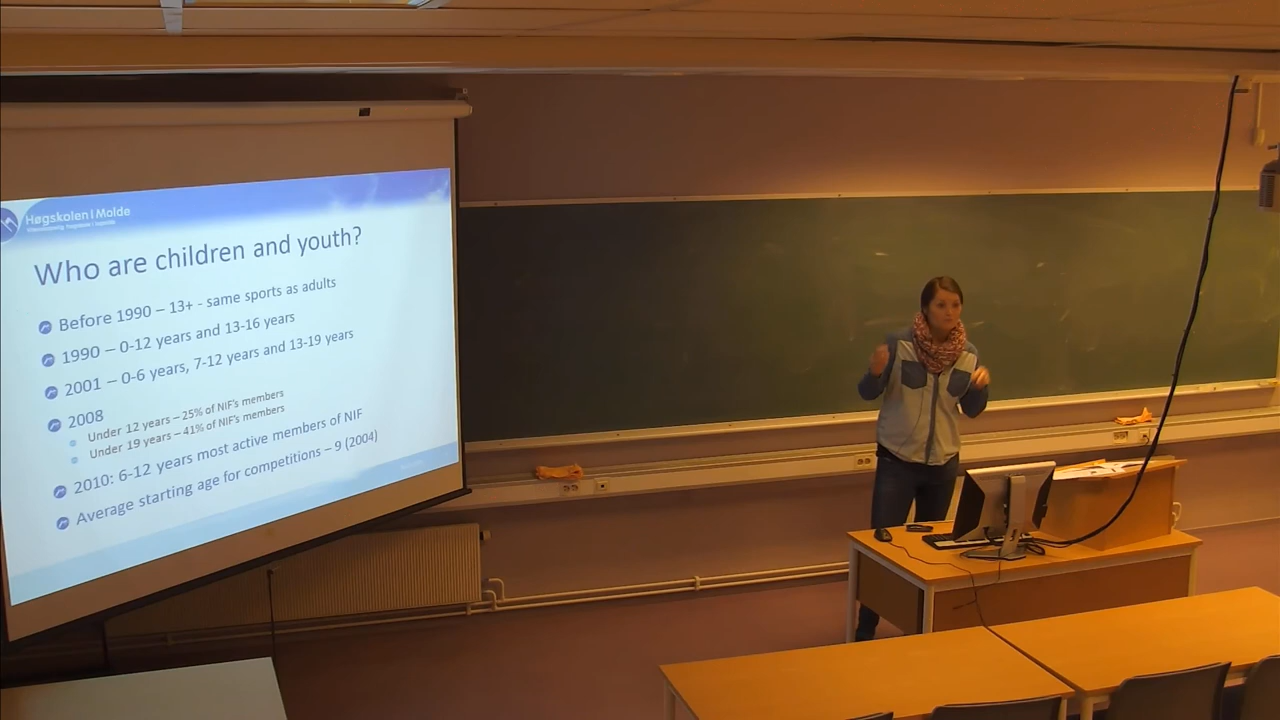 Høgskolen i Molde
Who are children and youth?
Before 1990 – 13+ - same sports as adults
1990 – 0-12 years and 13-16 years
2001 – 0-6 years, 7-12 years and 13-19 years
2008
Under 12 years – 25% of NIF's members
Under 19 years – 41% of NIF's members
2010: 6-12 years most active members of NIF
Average starting age for competitions – 9 (2004)